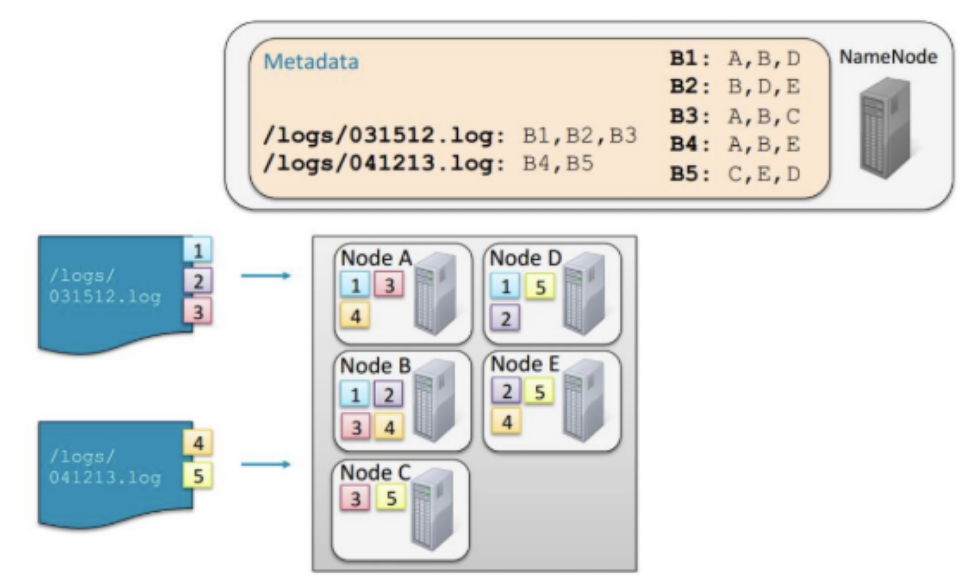 Metadata
/logs/031512.log: B1,B2,B3
/logs/041213.log: B4,B5
B1: A,B,D
B2: B,D,E
B3: A,B,C
B4: A,B,E
B5: C,E,D
NameNode
/logs/
031512.log
1
2
3
/logs/
041213.log
4
5
Node A
1 3
4
Node D
1 5
2
Node B
1 2
3 4
Node E
2 5
4
Node C
3 5